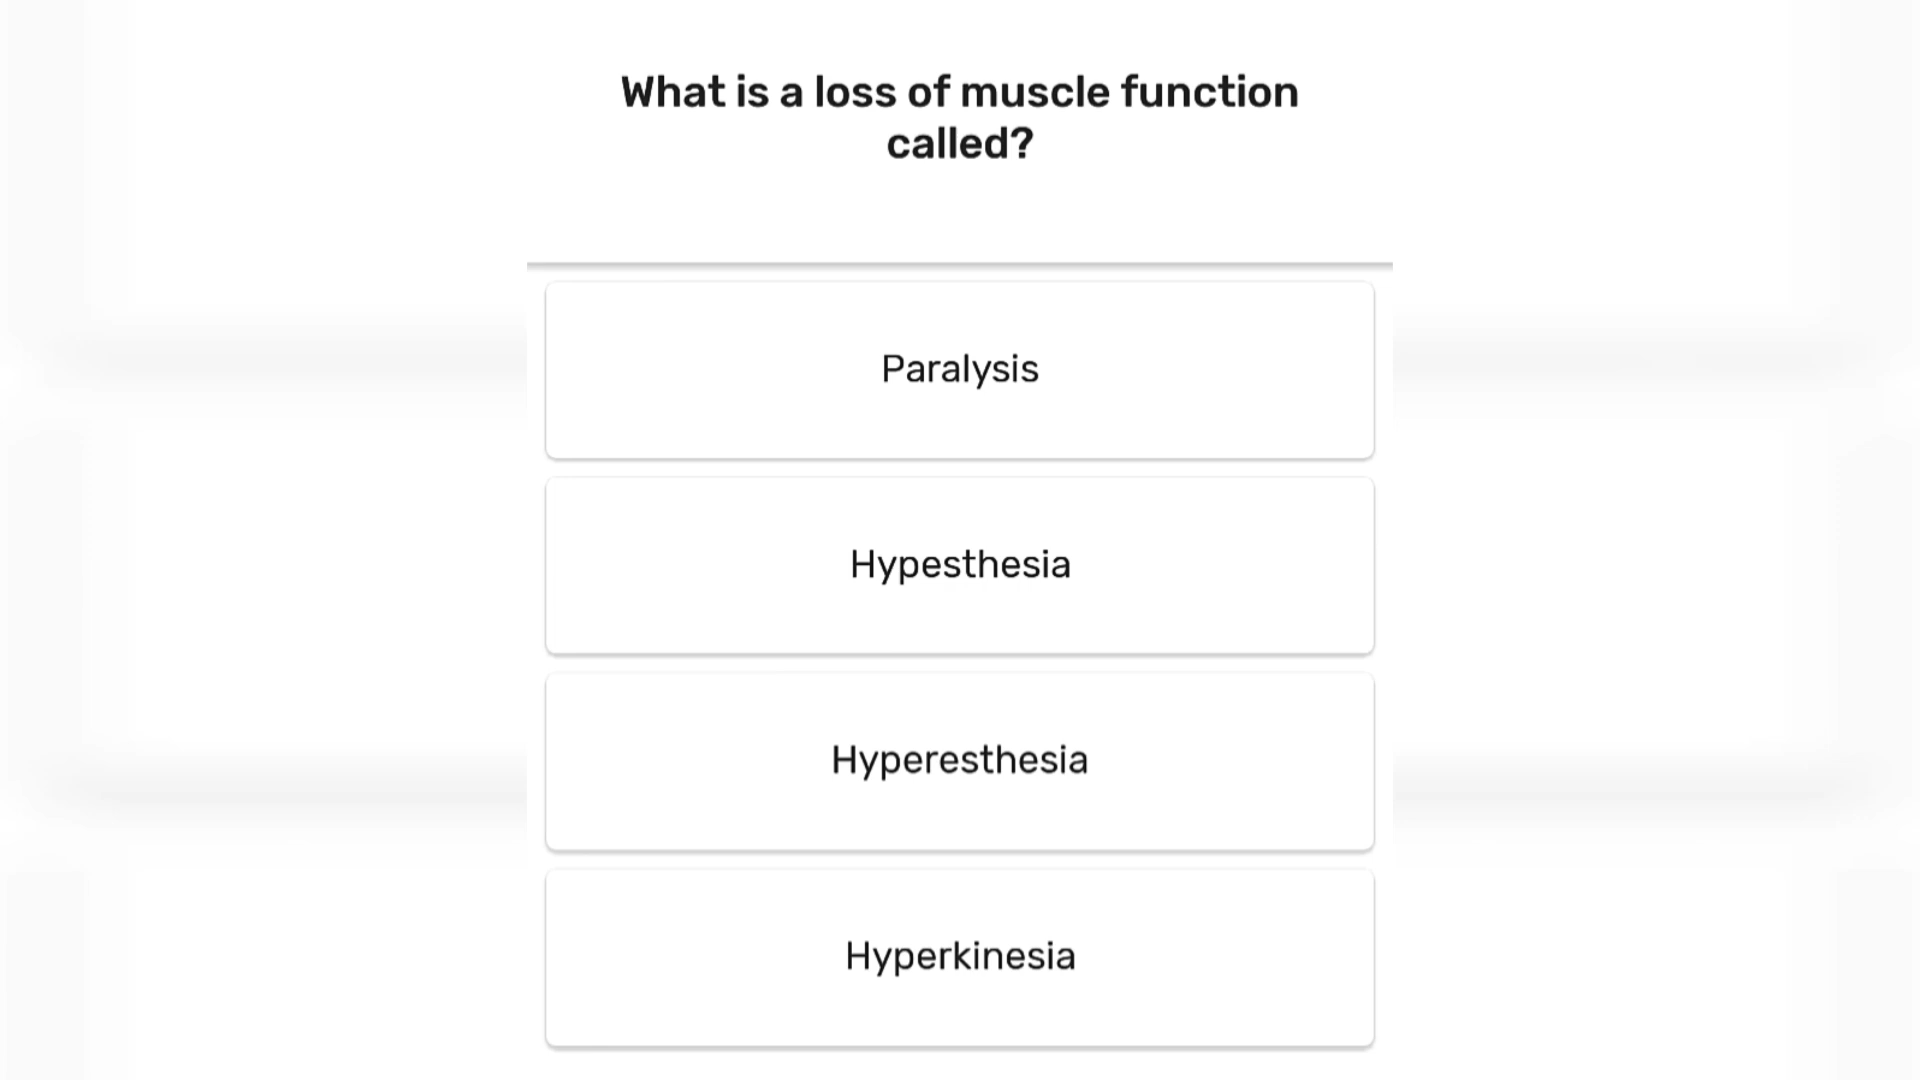 What is a loss of muscle function
called?
Paralysis
Hypesthesia
Hyperesthesia
Hyperkinesia